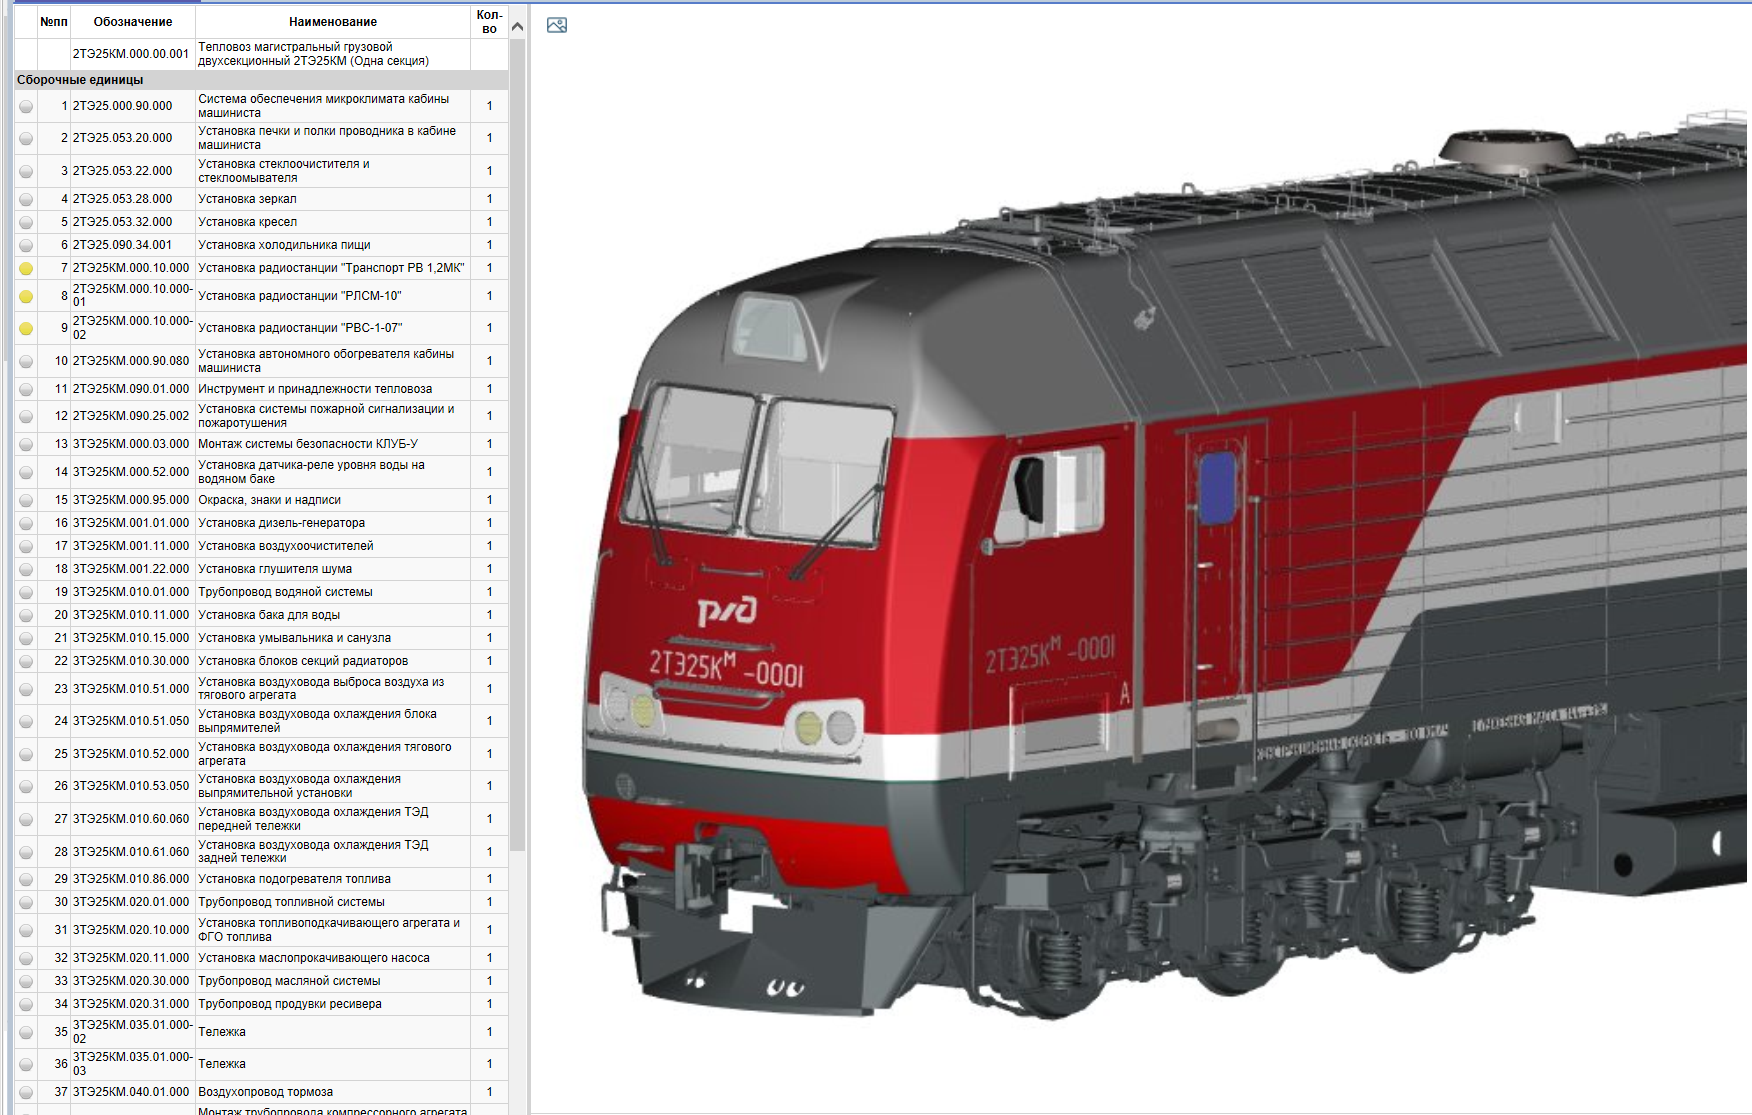 №пп Обозначение Наименование Кол-
во
2ТЭ25КМ.000.00.001 Тепловоз магистральный грузовой
двухсекционный 2ТЭ25КМ (Одна секция)
Сборочные единицы
1 2ТЭ25.000.90.000 Система обеспечения микроклимата кабины
машиниста 1
2 2ТЭ25.053.20.000 Установка печки и полки проводника в кабине
машиниста 1
3 2ТЭ25.053.22.000 Установка стеклоочистителя и
стеклоомывателя 1
4 2ТЭ25.053.28.000 Установка зеркал 1
5 2ТЭ25.053.32.000 Установка кресел 1
6 2ТЭ25.090.34.001 Установка холодильника пищи 1
7 2ТЭ25КМ.000.10.000 Установка радиостанции "Транспорт РВ 1,2МК" 1
8 2ТЭ25КМ.000.10.000-
01 Установка радиостанции "РЛСМ-10" 1
9 2ТЭ25КМ.000.10.000-
02 Установка радиостанции "РВС-1-07" 1
10 2ТЭ25КМ.000.90.080 Установка автономного обогревателя кабины
машиниста 1
11 2ТЭ25КМ.090.01.000 Инструмент и принадлежности тепловоза 1
12 2ТЭ25КМ.090.25.002 Установка системы пожарной сигнализации и
пожаротушения 1
13 3ТЭ25КМ.000.03.000 Монтаж системы безопасности КЛУБ-У 1
14 3ТЭ25КМ.000.52.000 Установка датчика-реле уровня воды на
водяном баке 1
15 3ТЭ25КМ.000.95.000 Окраска, знаки и надписи 1
16 3ТЭ25КМ.001.01.000 Установка дизель-генератора 1
17 3ТЭ25КМ.001.11.000 Установка воздухоочистителей 1
18 3ТЭ25КМ.001.22.000 Установка глушителя шума 1
19 3ТЭ25КМ.010.01.000 Трубопровод водяной системы 1
20 3ТЭ25КМ.010.11.000 Установка бака для воды 1
21 3ТЭ25КМ.010.15.000 Установка умывальника и санузла 1
22 3ТЭ25КМ.010.30.000 Установка блоков секций радиаторов 1
23 3ТЭ25КМ.010.51.000 Установка воздуховода выброса воздуха из
тягового агрегата 1
24 3ТЭ25КМ.010.51.050 Установка воздуховода охлаждения блока
выпрямителей 1
25 3ТЭ25КМ.010.52.000 Установка воздуховода охлаждения тягового
агрегата 1
26 3ТЭ25КМ.010.53.050 Установка воздуховода охлаждения
выпрямительной установки 1
27 3ТЭ25КМ.010.60.060 Установка воздуховода охлаждения ТЭД
передней тележки 1
28 3ТЭ25КМ.010.61.060 Установка воздуховода охлаждения ТЭД
задней тележки 1
29 3ТЭ25КМ.010.86.000 Установка подогревателя топлива 1
30 3ТЭ25КМ.020.01.000 Трубопровод топливной системы 1
31 3ТЭ25КМ.020.10.000 Установка топливоподкачивающего агрегата и
ФГО топлива 1
32 3ТЭ25КМ.020.11.000 Установка маслопрокачивающего насоса 1
33 3ТЭ25КМ.020.30.000 Трубопровод масляной системы 1
34 3ТЭ25КМ.020.31.000 Трубопровод продувки ресивера 1
35 3ТЭ25КМ.035.01.000-
02 Тележка 1
36 3ТЭ25КМ.035.01.000-
03 Тележка 1
37 3ТЭ25КМ.040.01.000 Воздухопровод тормоза 1
Монтаж трубопровода компрессорного агрегата
ржд
2ТЭ25Км -0001
2ТЭ25Км -0001
А
КОНСТРУКЦИОННАЯ СКОРОСТЬ - 100 КМ/Ч
СЛУЖЕБНАЯ МАССА